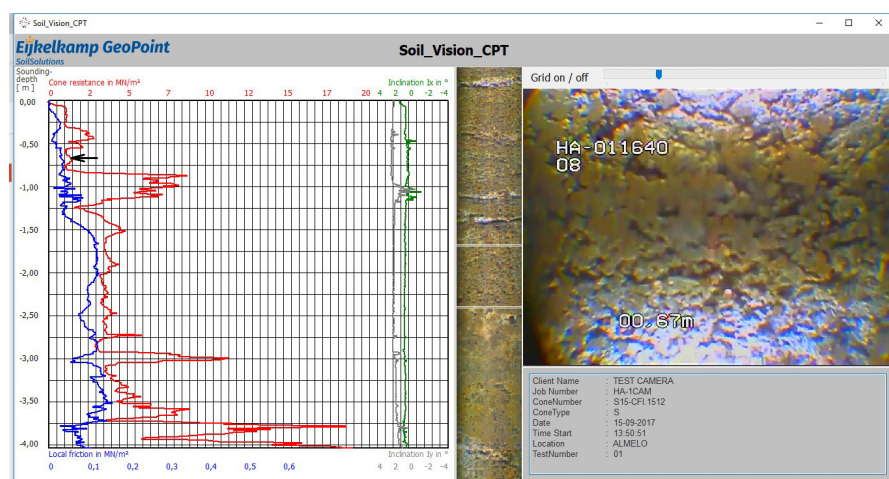 Soil_Vision_CPT
Eijkelkamp GeoPoint
SoilSolutions
Soil_Vision_CPT
Sounding-
depth
[ m ]
Cone resistance in MN/m²
Inclination Ix in °
0 2 5 7 10 12 15 17 20 4 2 0 -2 -4
0,00
-0,50
-1,00
-1,50
-2,00
-2,50
-3,00
-3,50
-4,00
Local friction in MN/m²
Inclination Iy in °
0 0,1 0,2 0,3 0,4 0,5 0,6 4 2 0 -2 -4
Grid on / off
HA-011640
08
00.67m
Client Name : TEST CAMERA
Job Number : HA-1CAM
ConeNumber : S15-CFI.1512
ConeType : S
Date : 15-09-2017
Time Start : 13:50:51
Location : ALMELO
TestNumber : 01